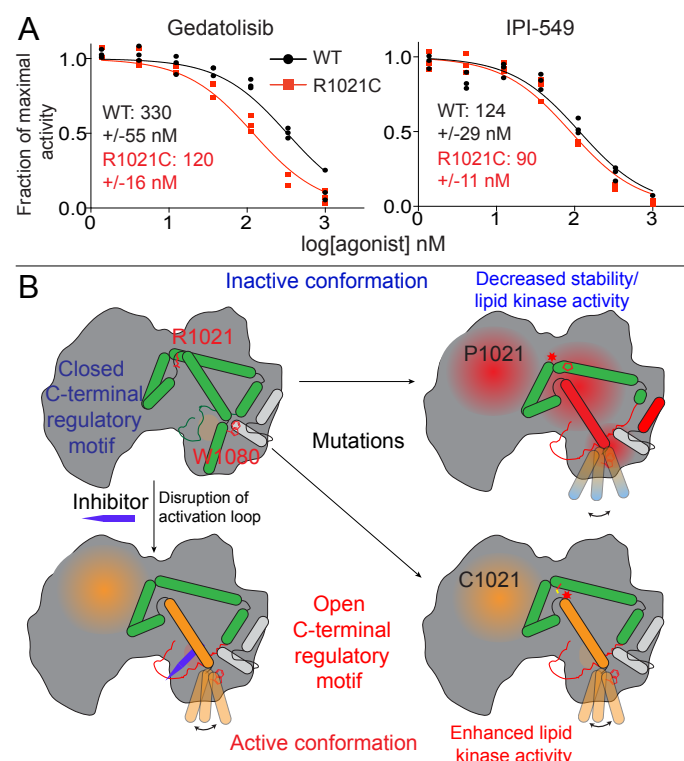 A
Gedatolisib
IPI-549
Fraction of maximal
activity
1.0
0.5
0.0
WT
R1021C
WT: 330
+/-55 nM
R1021C: 120
+/-16 nM
0
1
2
3
1.0
0.5
0.0
WT: 124
+/-29 nM
R1021C: 90
+/-11 nM
0
1
2
3
log[agonist] nM
B
Inactive conformation
Decreased stability/
lipid kinase activity
R1021
Closed
C-terminal
regulatory
motif
W1080
P1021
Mutations
Inhibitor
Disruption of
activation loop
Open
C-terminal
regulatory
motif
C1021
Active conformation
Enhanced lipid
kinase activity